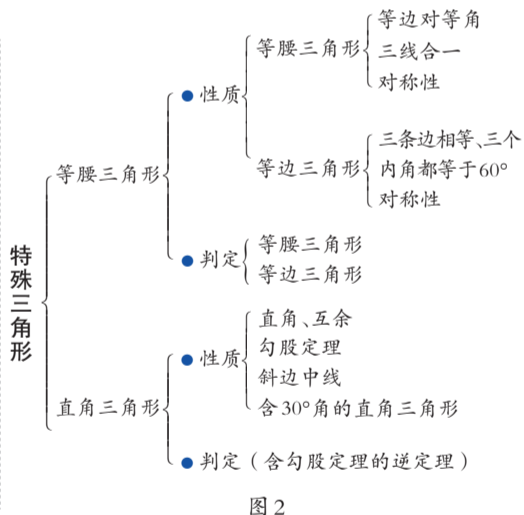 特殊三角形
等腰三角形
性质
等腰三角形
等边对等角
三线合一
对称性
等边三角形
三条边相等、三个
内角都等于60°
对称性
判定
等腰三角形
等边三角形
直角三角形
性质
直角、互余
勾股定理
斜边中线
含30°角的直角三角形
判定（含勾股定理的逆定理）
图2